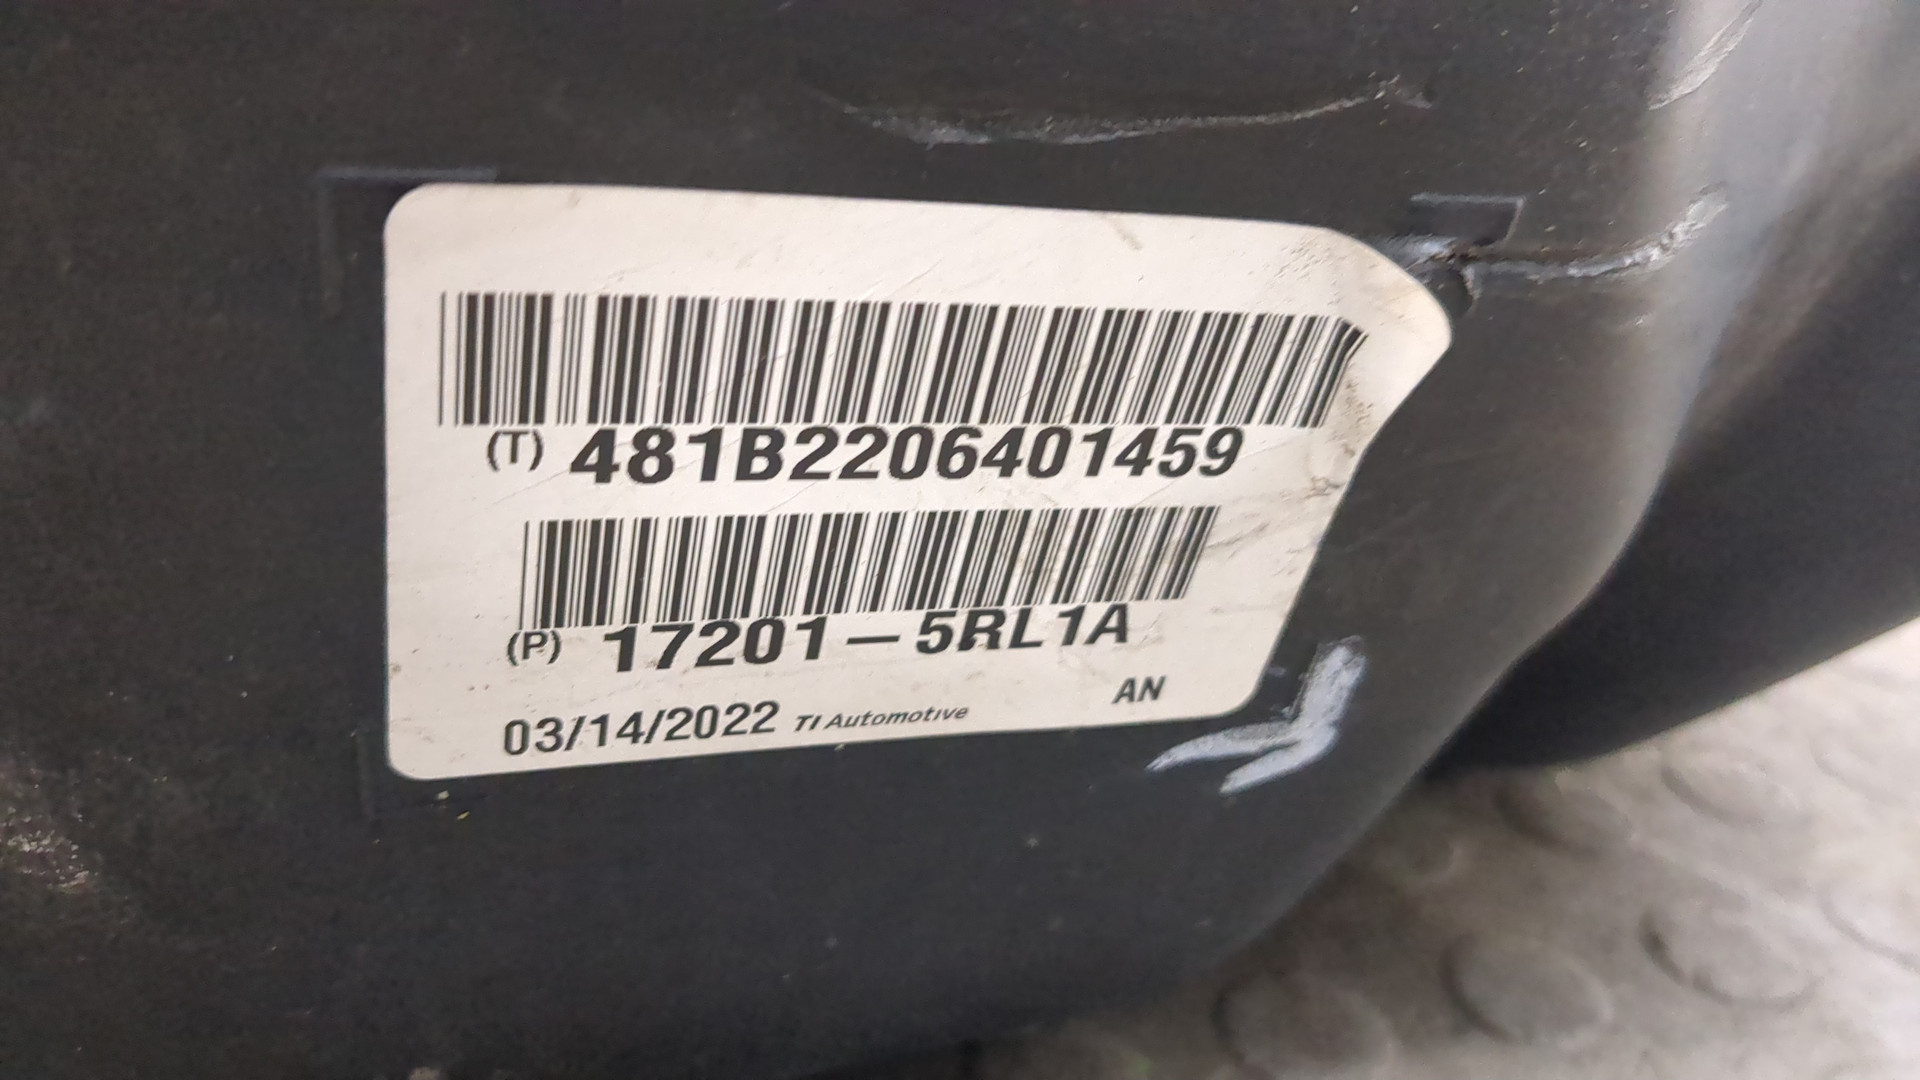 (T) 481B2206401459
(P) 17201-5RL1A
AN
03/14/2022 TI Automotive